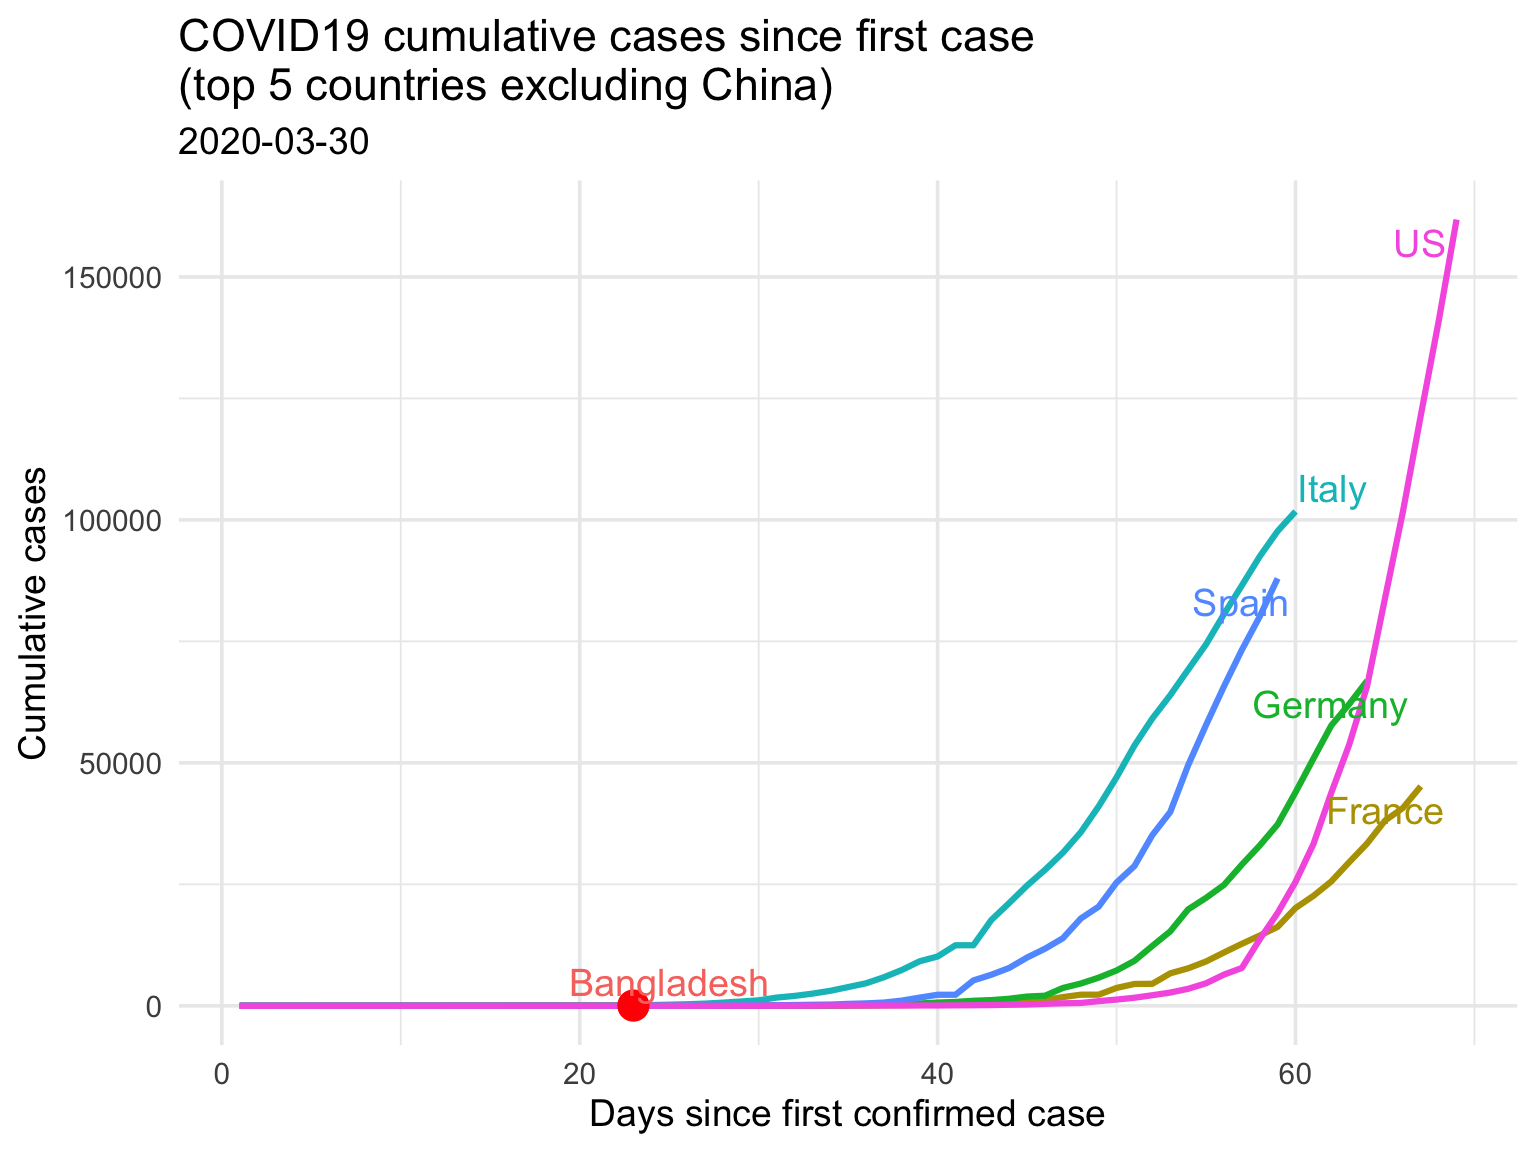 COVID19 cumulative cases since first case
(top 5 countries excluding China)
2020-03-30
US
150000
Italy
100000
Spain
Germany
50000
France
Bangladesh
0
Cumulative cases
0 20 40 60
Days since first confirmed case